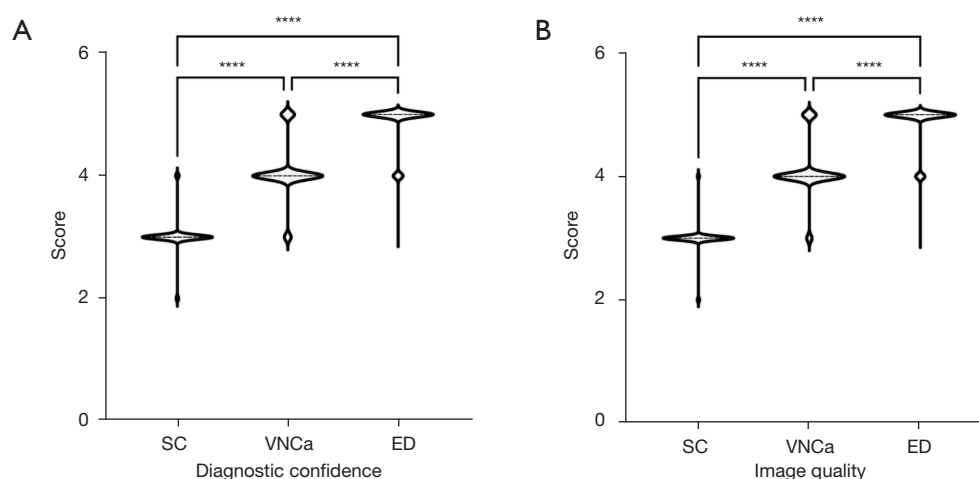 A
****
****
****
6
4
2
0
Score
SC
VNCa
ED
Diagnostic confidence
B
****
****
****
6
4
2
0
Score
SC
VNCa
ED
Image quality